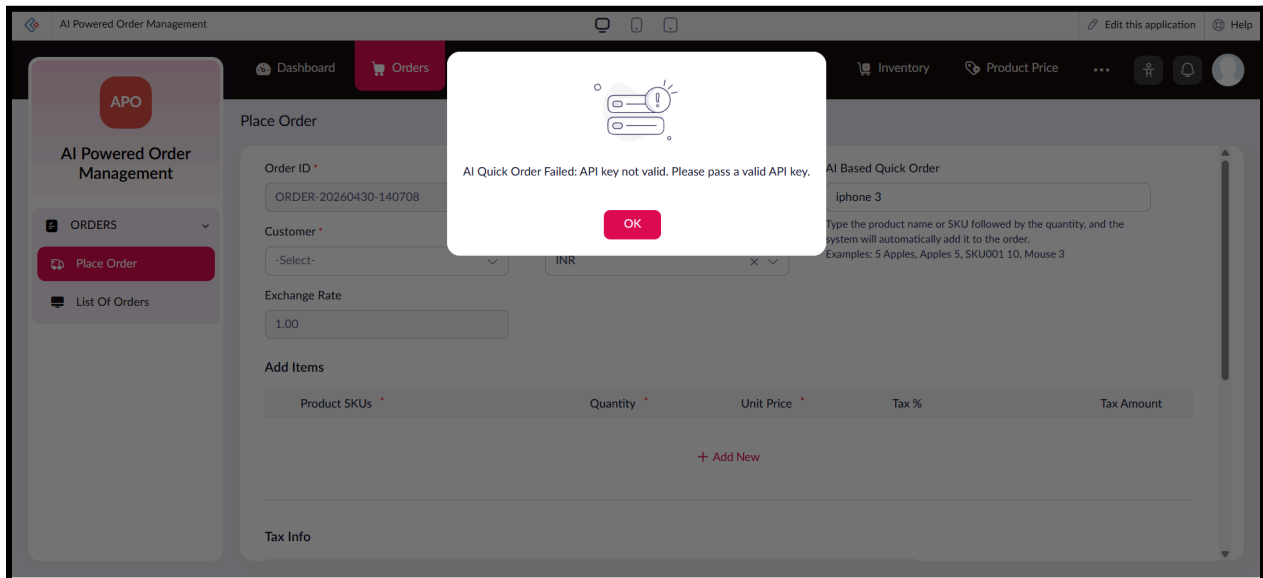 AI Powered Order Management
Edit this application
Help
APO
AI Powered Order
Management
ORDERS
Place Order
List Of Orders
Dashboard
Orders
Inventory
Product Price
Place Order
Order ID *
ORDER-20260430-140708
Customer *
-Select-
INR
AI Based Quick Order
iphone 3
Type the product name or SKU followed by the quantity, and the
system will automatically add it to the order.
Examples: 5 Apples, Apples 5, SKU001 10, Mouse 3
AI Quick Order Failed: API key not valid. Please pass a valid API key.
OK
Exchange Rate
1.00
Add Items
Product SKUs * Quantity * Unit Price * Tax % Tax Amount
+ Add New
Tax Info